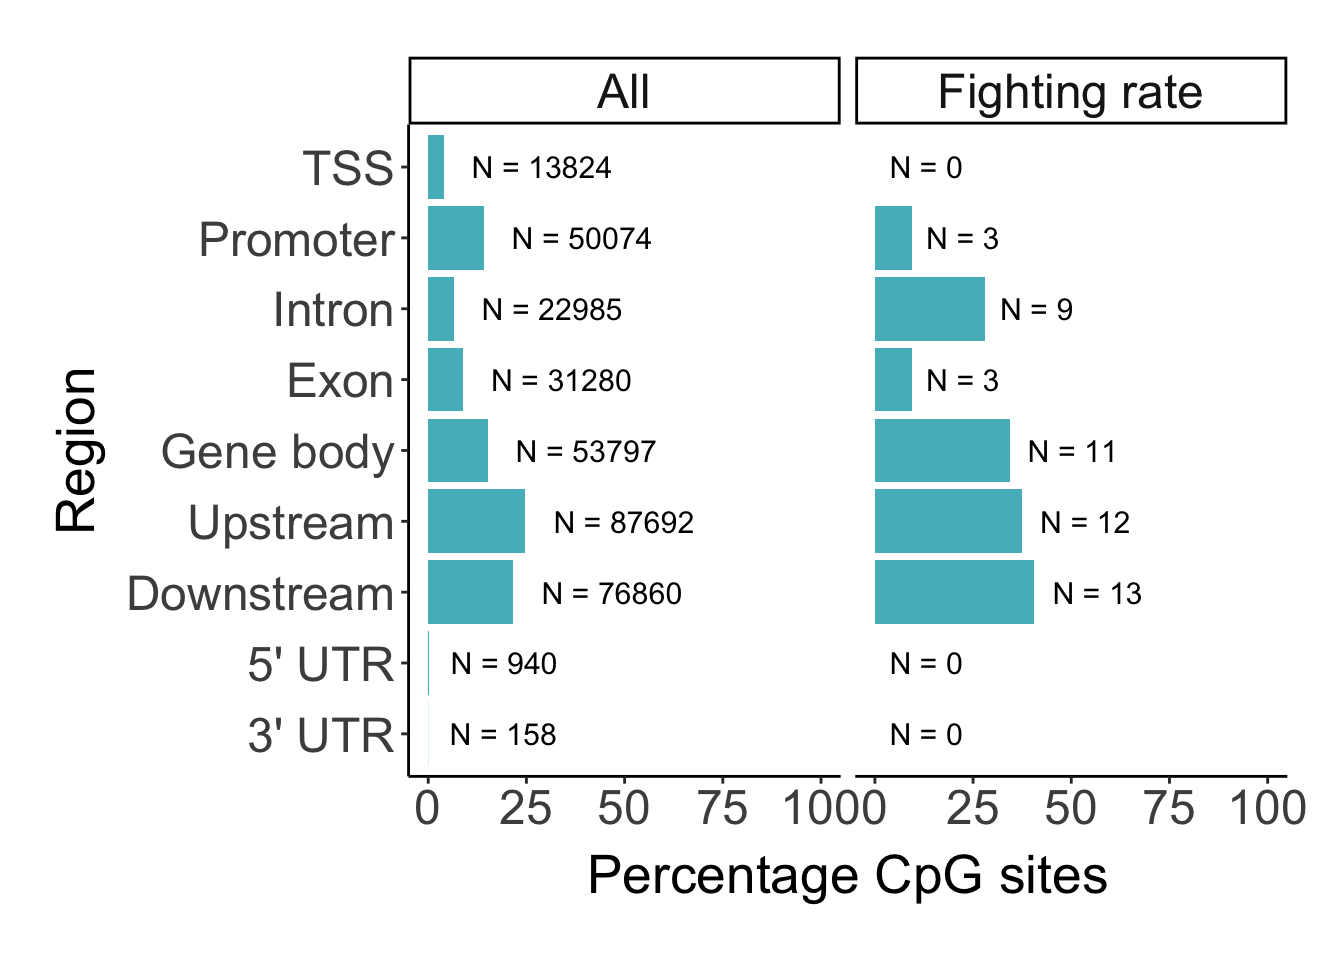 All
Fighting rate
TSS
N = 13824
N = 0
Promoter
N = 50074
N = 3
Intron
N = 22985
N = 9
Exon
N = 31280
N = 3
Gene body
N = 53797
N = 11
Upstream
N = 87692
N = 12
Downstream
N = 76860
N = 13
5' UTR
N = 940
N = 0
3' UTR
N = 158
N = 0
Region
0 25 50 75 100
0 25 50 75 100
Percentage CpG sites